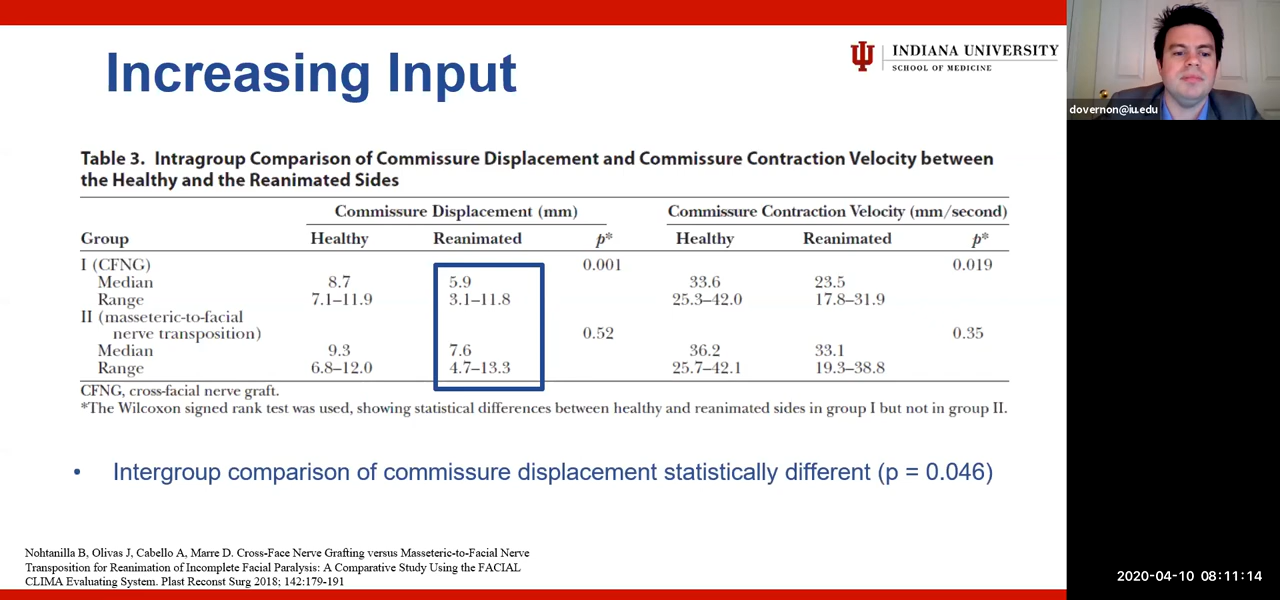 Increasing Input
INDIANA UNIVERSITY
SCHOOL OF MEDICINE
dovernon@iu.edu
Table 3. Intragroup Comparison of Commissure Displacement and Commissure Contraction Velocity between
the Healthy and the Reanimated Sides
Commissure Displacement (mm) Commissure Contraction Velocity (mm/second)
Group Healthy Reanimated p* Healthy Reanimated p*
I (CFNG) 0.001 0.019
Median 8.7 5.9 33.6 23.5
Range 7.1–11.9 3.1–11.8 25.3–42.0 17.8–31.9
II (masseteric-to-facial
nerve transposition) 0.52 0.35
Median 9.3 7.6 36.2 33.1
Range 6.8–12.0 4.7–13.3 25.7–42.1 19.3–38.8
CFNG, cross-facial nerve graft.
*The Wilcoxon signed rank test was used, showing statistical differences between healthy and reanimated sides in group I but not in group II.
• Intergroup comparison of commissure displacement statistically different (p = 0.046)
Nohtanilla B, Olivas J, Cabello A, Marre D. Cross-Face Nerve Grafting versus Masseteric-to-Facial Nerve
Transposition for Reanimation of Incomplete Facial Paralysis: A Comparative Study Using the FACIAL
CLIMA Evaluating System. Plast Reconst Surg 2018; 142:179-191
2020-04-10 08:11:14